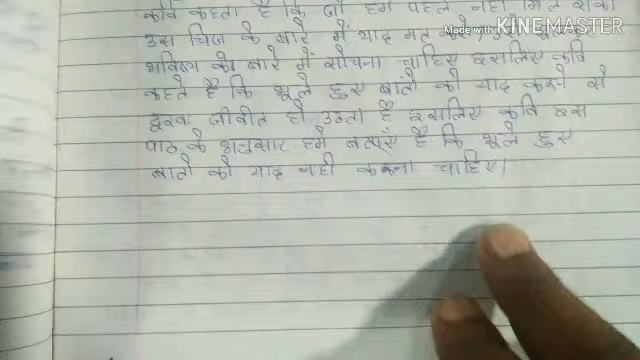 कवि कहता है कि जो हमे पहले नही मिल सका
Made with KINEMASTER
उस चिज के बारे में याद मत करो
भविष्य के बारे में सोचना चाहिए इसलिए कवि
कहते है कि भूले हुए बातों को याद करने से
दुख जीवीत हो उठता है इसलिए कवि इस
पाठ के अनुसार हमे बताएँ है कि भूले हुए
बातो को याद नही करना चाहिए।